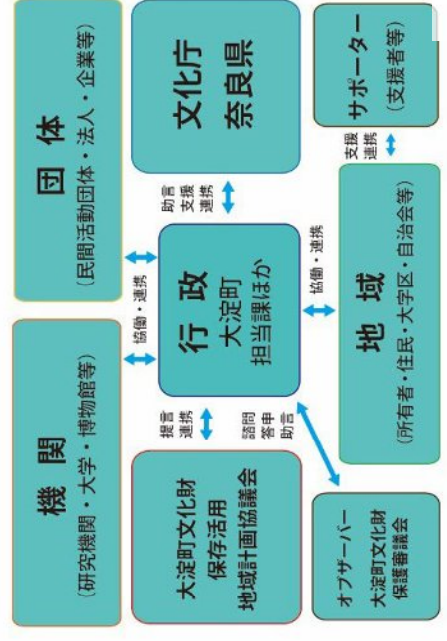 機関
(研究機関・大学・博物館等)
団体
(民間活動団体・法人・企業等)
協働・連携
大淀町文化財
保存活用
地域計画協議会
提言
連携
行政
大淀町
担当課ほか
助言
支援
連携
文化庁
奈良県
諮問
答申
助言
協働・連携
オブザーバー
大淀町文化財
保護審議会
地域
(所有者・住民・大字区・自治会等)
支援
連携
サポーター
(支援者等)